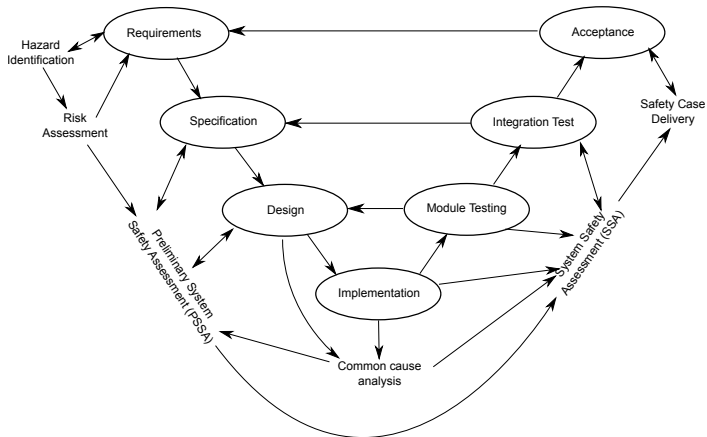 Requirements
Acceptance
Hazard
Identification
Risk
Assessment
Safety Case
Delivery
Specification
Integration Test
Design
Module Testing
Preliminary System
Safety Assessment (PSSA)
System Safety
Assessment (SSA)
Implementation
Common cause
analysis